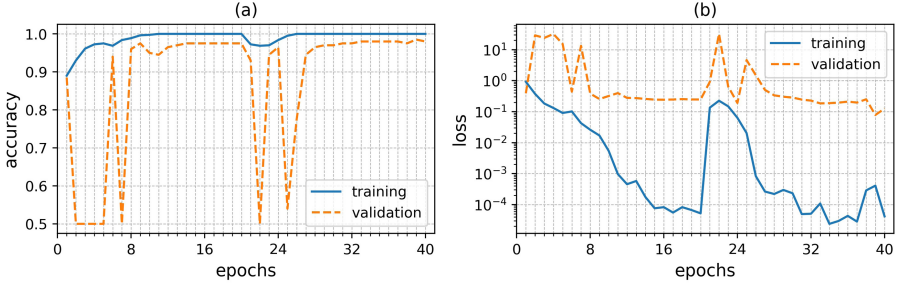 (a)
1.0
0.9
0.8
0.7
0.6
0.5
accuracy
training
validation
0 8 16 24 32 40
epochs
(b)
10¹
10⁰
10⁻¹
10⁻²
10⁻³
10⁻⁴
loss
training
validation
0 8 16 24 32 40
epochs